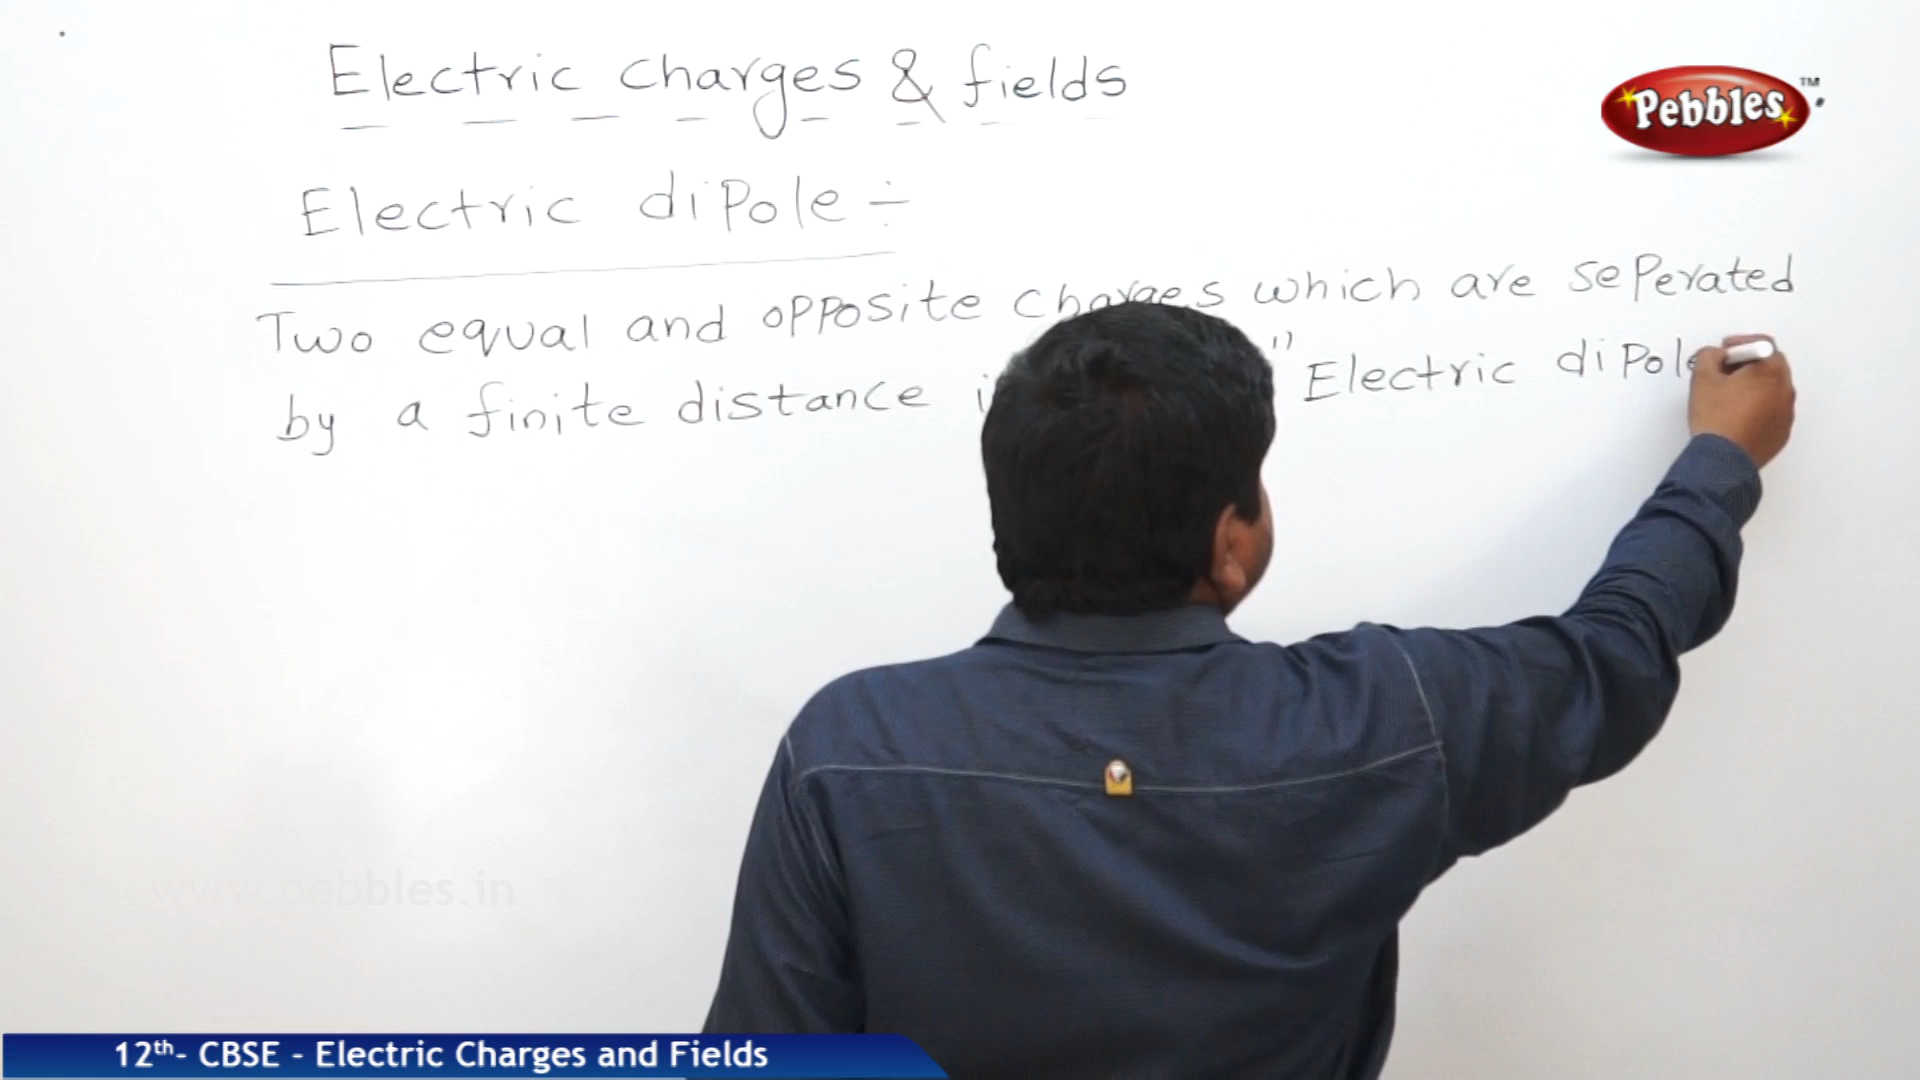 Electric charges & fields
Pebbles TM
Electric dipole ÷
Two equal and opposite charges which are seperated
by a finite distance " Electric dipole
www.pebbles.in
12th- CBSE - Electric Charges and Fields